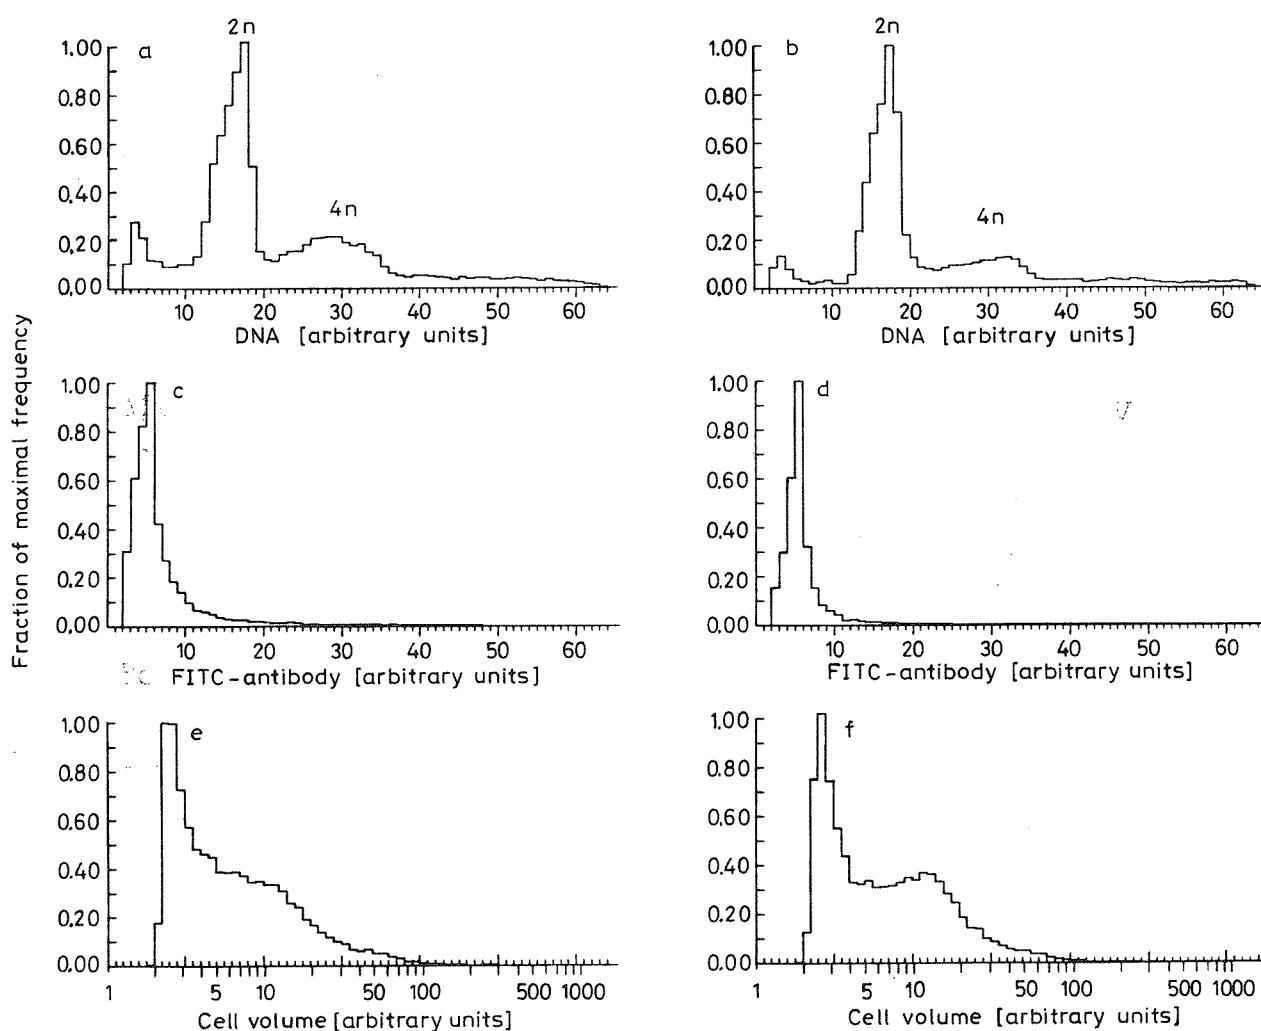 2n
1.00 a
0.80
0.60
0.40
4n
0.20
0.00
10 20 30 40 50 60
DNA [arbitrary units]
2n
1.00 b
0.80
0.60
0.40
4n
0.20
0.00
10 20 30 40 50 60
DNA [arbitrary units]
Fraction of maximal frequency
1.00 c
0.80
0.60
0.40
0.20
0.00
10 20 30 40 50 60
FITC-antibody [arbitrary units]
1.00 d
0.80
0.60
0.40
0.20
0.00
10 20 30 40 50 60
FITC-antibody [arbitrary units]
1.00 e
0.80
0.60
0.40
0.20
0.00
1 5 10 50 100 500 1000
Cell volume [arbitrary units]
1.00 f
0.80
0.60
0.40
0.20
0.00
1 5 10 50 100 500 1000
Cell volume [arbitrary units]